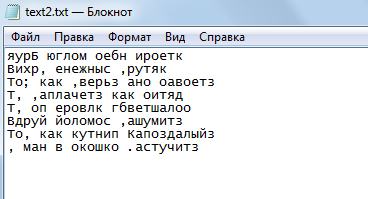 text2.txt — Блокнот
Файл Правка Формат Вид Справка
яурБ юглом оебн ироетк
Вихр, енежныс ,рутяк
То; как ,верьз ано оавоетз
Т, ,аплачетз как оитяд
Т, оп еровлк гбветшалоо
Вдруй йоломос ,ашумитз
То, как кутнип Капоздалыйз
, ман в окошко .астучитз